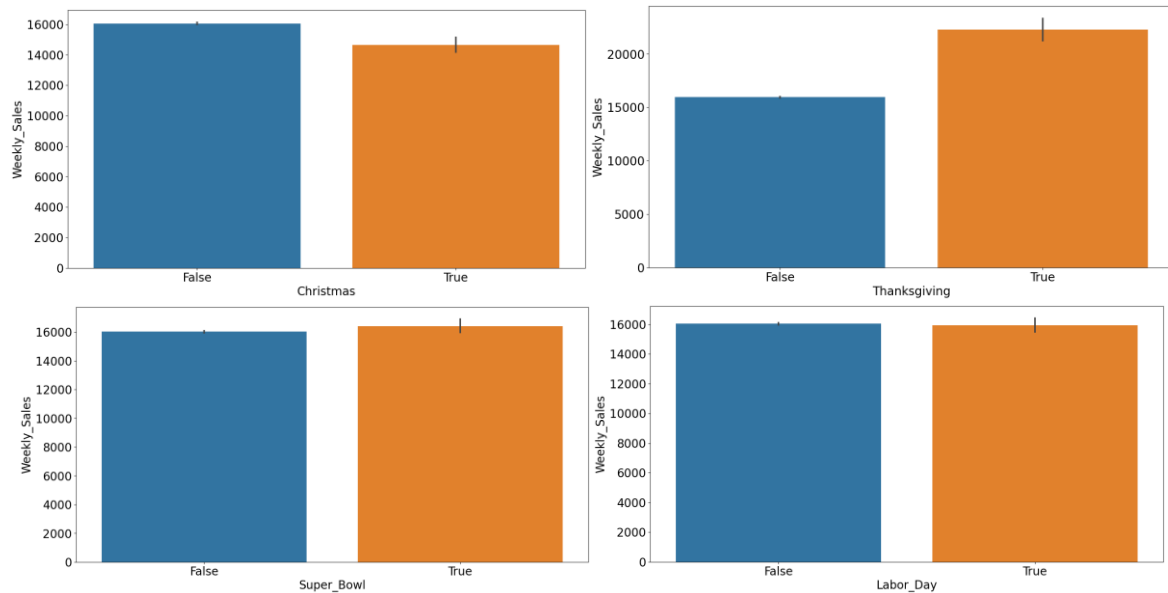 Weekly_Sales
16000
14000
12000
10000
8000
6000
4000
2000
0
False
True
Christmas
Weekly_Sales
20000
15000
10000
5000
0
False
True
Thanksgiving
Weekly_Sales
16000
14000
12000
10000
8000
6000
4000
2000
0
False
True
Super_Bowl
Weekly_Sales
16000
14000
12000
10000
8000
6000
4000
2000
0
False
True
Labor_Day